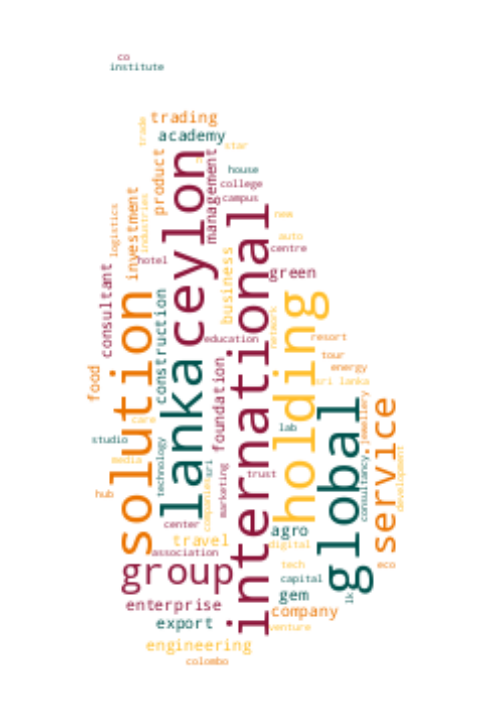 co
institute
trading
trade
academy
star
ceylon
management
product
house
college
campus
investment
industries
logistics
international
new
auto
centre
hotel
green
consultant
business
solution
construction
holding
network
education
resort
tour
energy
sri lanka
lanka
foundation
food
global
jewellery
service
care
lab
studio
technology
sri
media
marketing
trust
consultancy
development
hub
companies
center
agro
travel
digital
association
group
tech
eco
capital
gem
lk
enterprise
company
export
venture
engineering
colombo